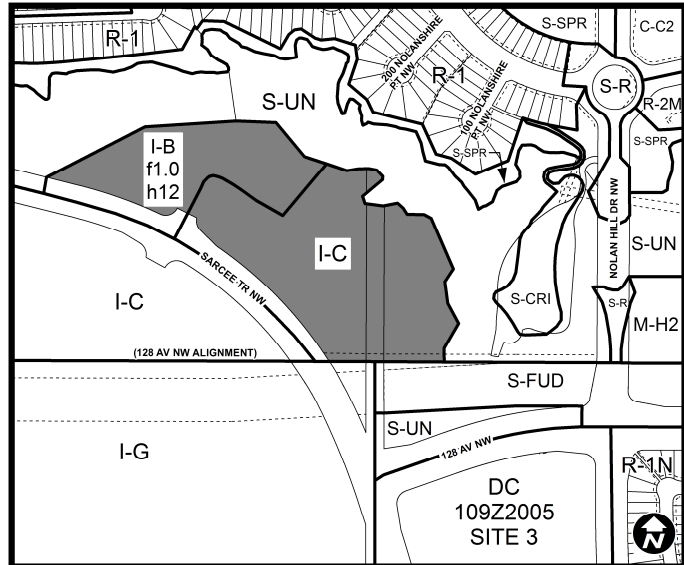 R-1
S-SPR
C-C2
200 NOLANSHIRE
PT NW
R-1
S-R
S-UN
100 NOLANSHIRE
PT NW
R-2M
I-B
f1.0
h12
S-SPR
S-SPR
NOLAN HILL DR NW
S-UN
I-C
SARCEE TR NW
I-C
S-CRI
S-R
M-H2
(128 AV NW ALIGNMENT)
S-FUD
S-UN
I-G
128 AV NW
R-1N
DC
109Z2005
SITE 3
N